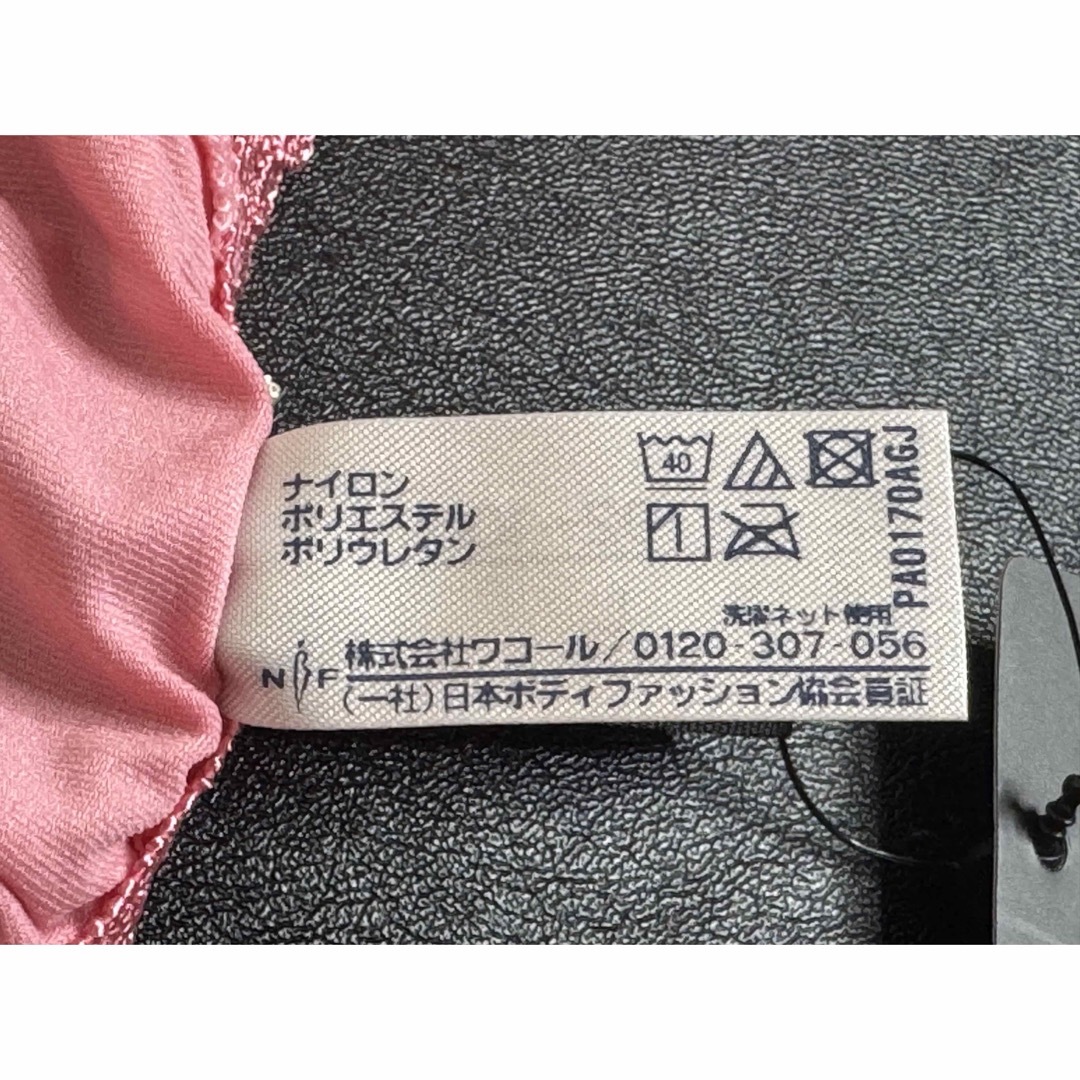 ナイロン
ポリエステル
ポリウレタン
40
PA0170AGJ
洗濯ネット使用
株式会社ワコール/0120-307-056
NBF
(一社)日本ボディファッション協会員証